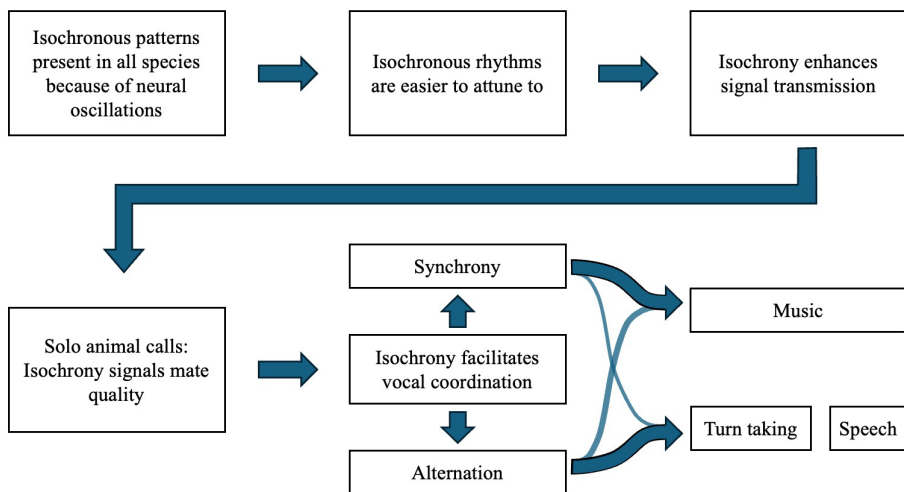 Isochronous patterns
present in all species
because of neural
oscillations
Isochronous rhythms
are easier to attune to
Isochrony enhances
signal transmission
Solo animal calls:
Isochrony signals mate
quality
Synchrony
Isochrony facilitates
vocal coordination
Alternation
Music
Turn taking
Speech